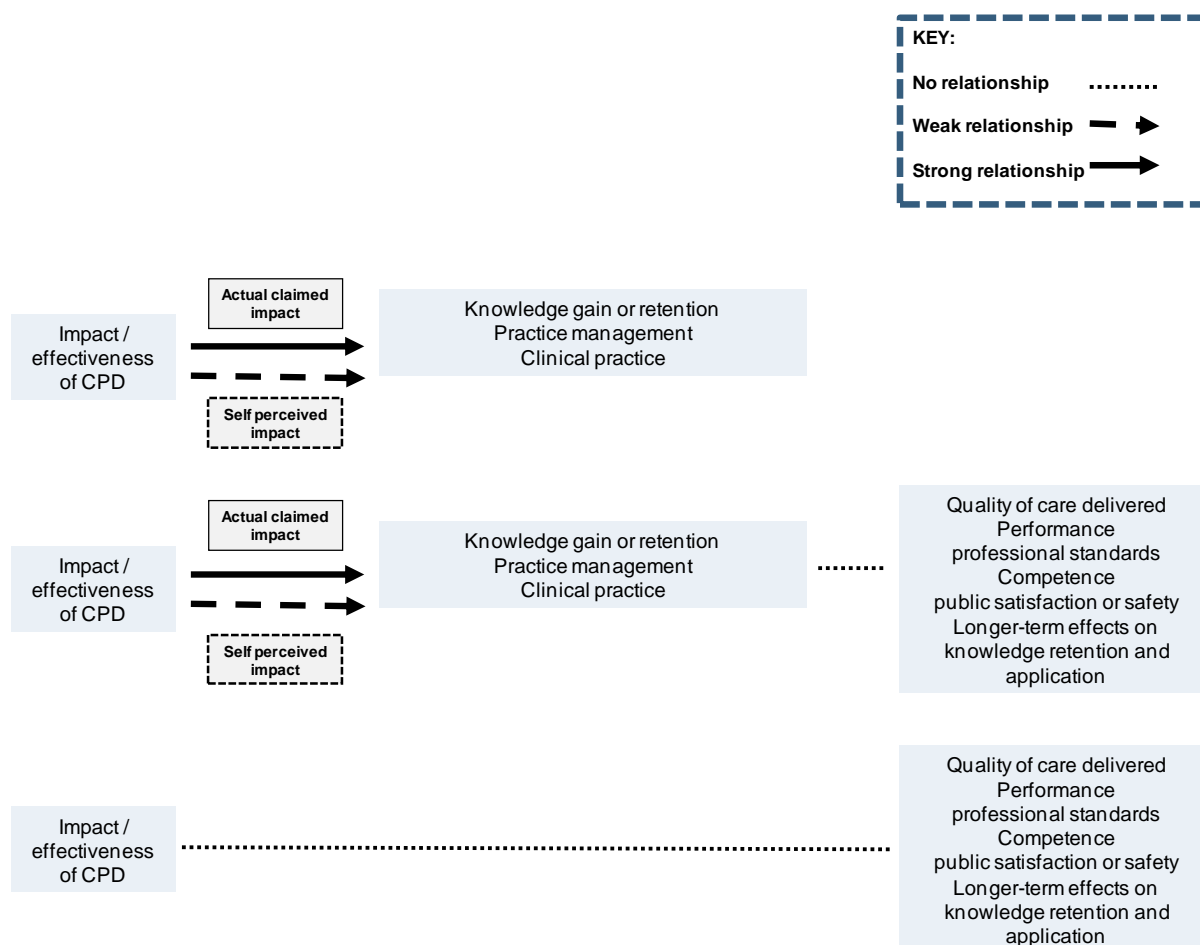 KEY:
No relationship
Weak relationship
Strong relationship
Actual claimed
impact
Impact /
effectiveness
of CPD
Knowledge gain or retention
Practice management
Clinical practice
Self perceived
impact
Actual claimed
impact
Impact /
effectiveness
of CPD
Knowledge gain or retention
Practice management
Clinical practice
Self perceived
impact
Quality of care delivered
Performance
professional standards
Competence
public satisfaction or safety
Longer-term effects on
knowledge retention and
application
Impact /
effectiveness
of CPD
Quality of care delivered
Performance
professional standards
Competence
public satisfaction or safety
Longer-term effects on
knowledge retention and
application